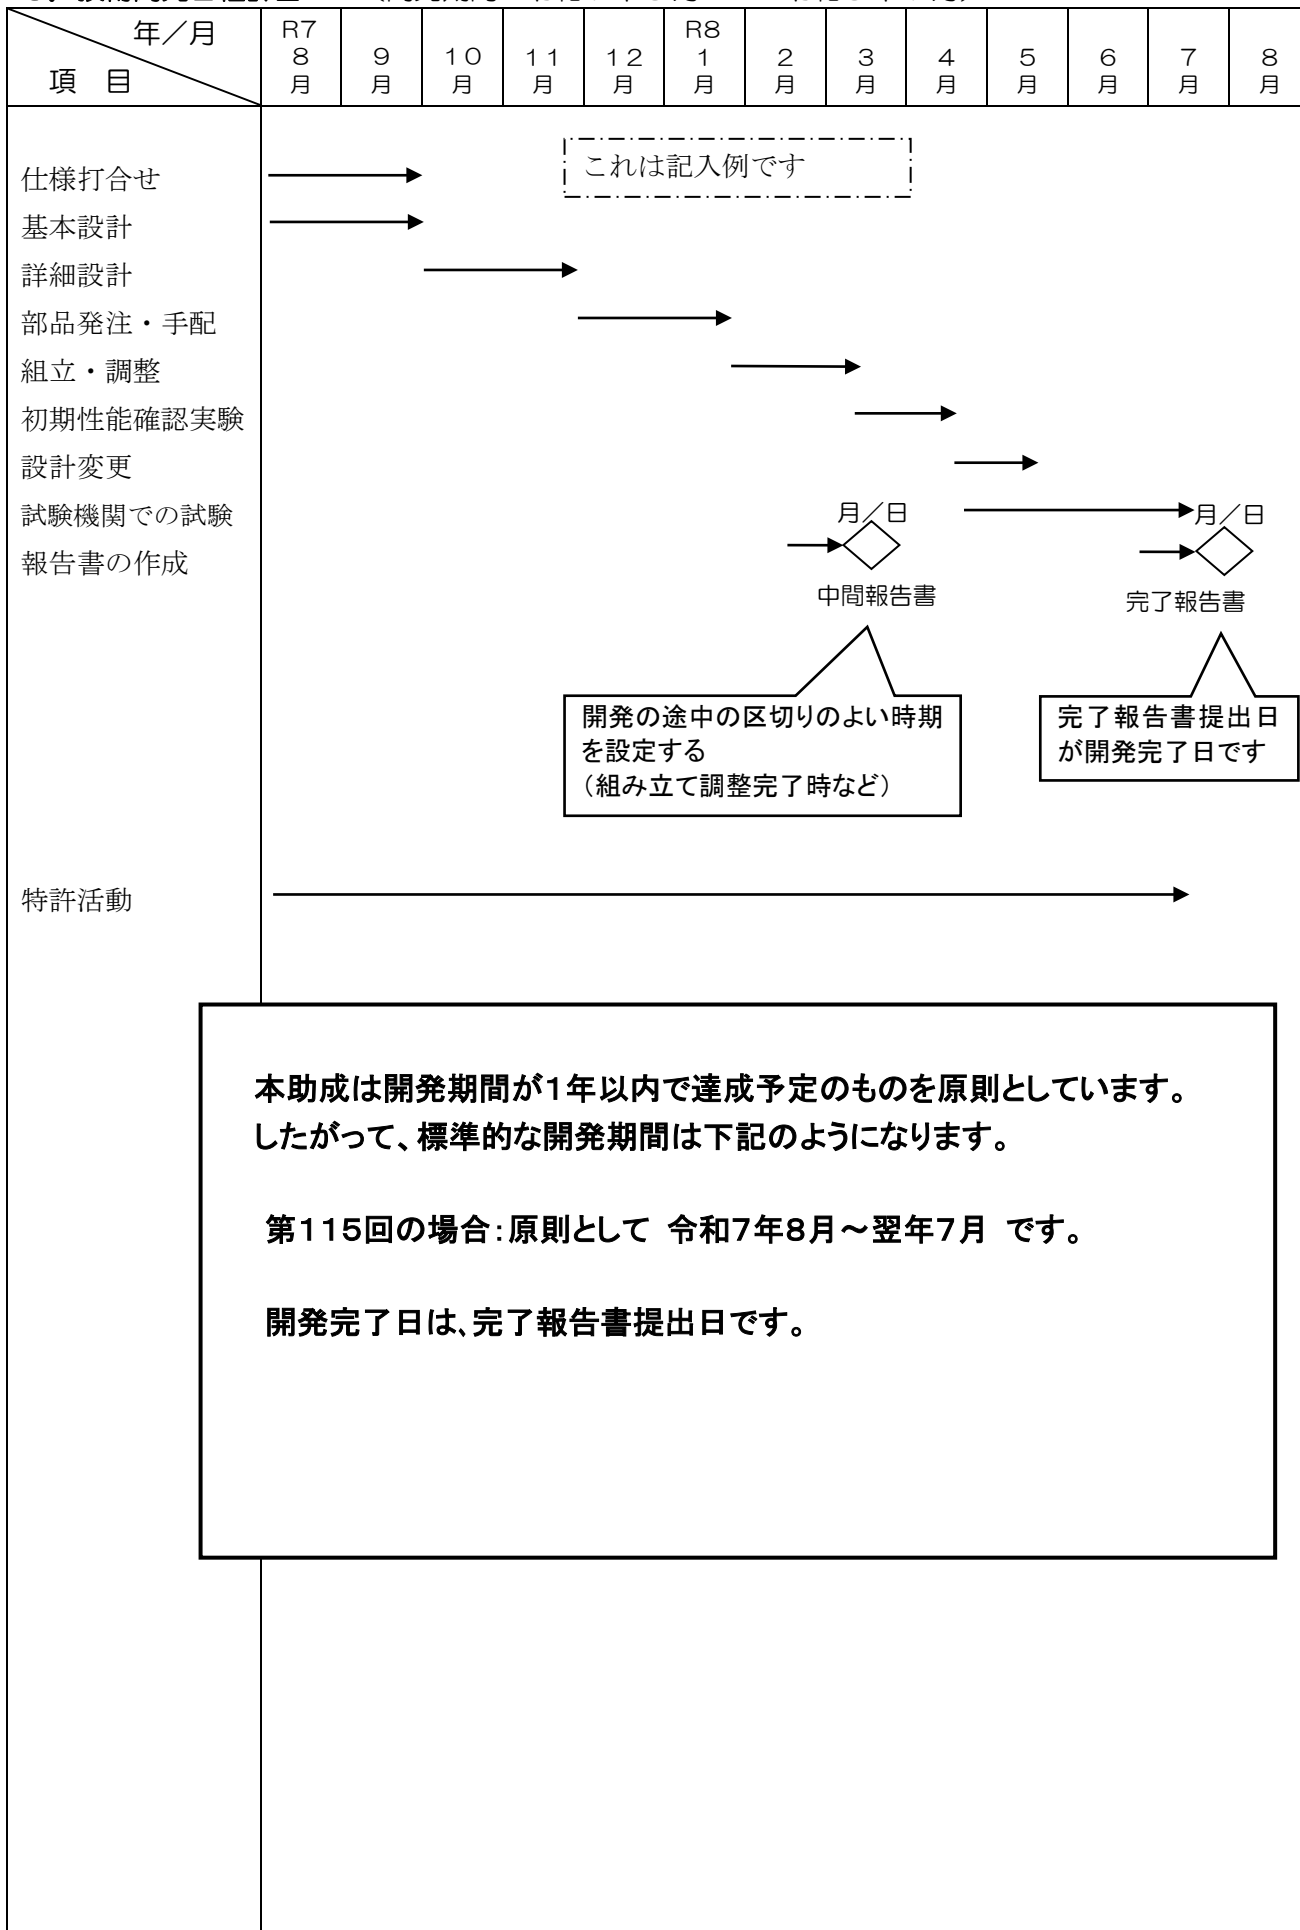 年／月
項　目
R7
8
月
9
月
10
月
11
月
12
月
R8
1
月
2
月
3
月
4
月
5
月
6
月
7
月
8
月
これは記入例です
仕様打合せ
基本設計
詳細設計
部品発注・手配
組立・調整
初期性能確認実験
設計変更
試験機関での試験
月／日
月／日
報告書の作成
中間報告書
完了報告書
開発の途中の区切りのよい時期
を設定する
（組み立て調整完了時など）
完了報告書提出日
が開発完了日です
特許活動
本助成は開発期間が１年以内で達成予定のものを原則としています。
したがって、標準的な開発期間は下記のようになります。
第１１５回の場合：原則として 令和７年８月～翌年７月 です。
開発完了日は、完了報告書提出日です。